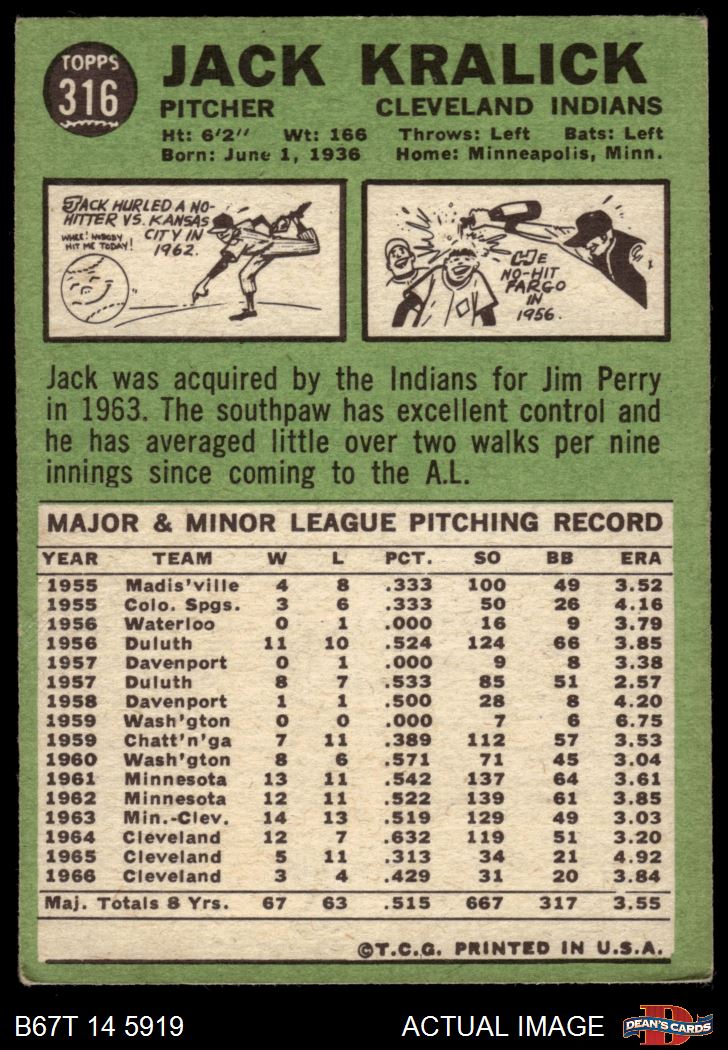 TOPPS
316
JACK KRALICK
PITCHER CLEVELAND INDIANS
Ht: 6'2" Wt: 166 Throws: Left Bats: Left
Born: June 1, 1936 Home: Minneapolis, Minn.
JACK HURLED A NO-
HITTER VS. KANSAS
CITY IN
1962.
WHEE! NOBODY
HIT ME TODAY!
HE
NO-HIT
FARGO
IN
1956.
Jack was acquired by the Indians for Jim Perry
in 1963. The southpaw has excellent control and
he has averaged little over two walks per nine
innings since coming to the A.L.
MAJOR & MINOR LEAGUE PITCHING RECORD
YEAR TEAM W L PCT. SO BB ERA
1955 Madis'ville 4 8 .333 100 49 3.52
1955 Colo. Spgs. 3 6 .333 50 26 4.16
1956 Waterloo 0 1 .000 16 9 3.79
1956 Duluth 11 10 .524 124 66 3.85
1957 Davenport 0 1 .000 9 8 3.38
1957 Duluth 8 7 .533 85 51 2.57
1958 Davenport 1 1 .500 28 8 4.20
1959 Wash'gton 0 0 .000 7 6 6.75
1959 Chatt'n'ga 7 11 .389 112 57 3.53
1960 Wash'gton 8 6 .571 71 45 3.04
1961 Minnesota 13 11 .542 137 64 3.61
1962 Minnesota 12 11 .522 139 61 3.85
1963 Min.-Clev. 14 13 .519 129 49 3.03
1964 Cleveland 12 7 .632 119 51 3.20
1965 Cleveland 5 11 .313 34 21 4.92
1966 Cleveland 3 4 .429 31 20 3.84
Maj. Totals 8 Yrs. 67 63 .515 667 317 3.55
©T.C.G. PRINTED IN U.S.A.
B67T 14 5919 ACTUAL IMAGE
D
DEAN'S CARDS